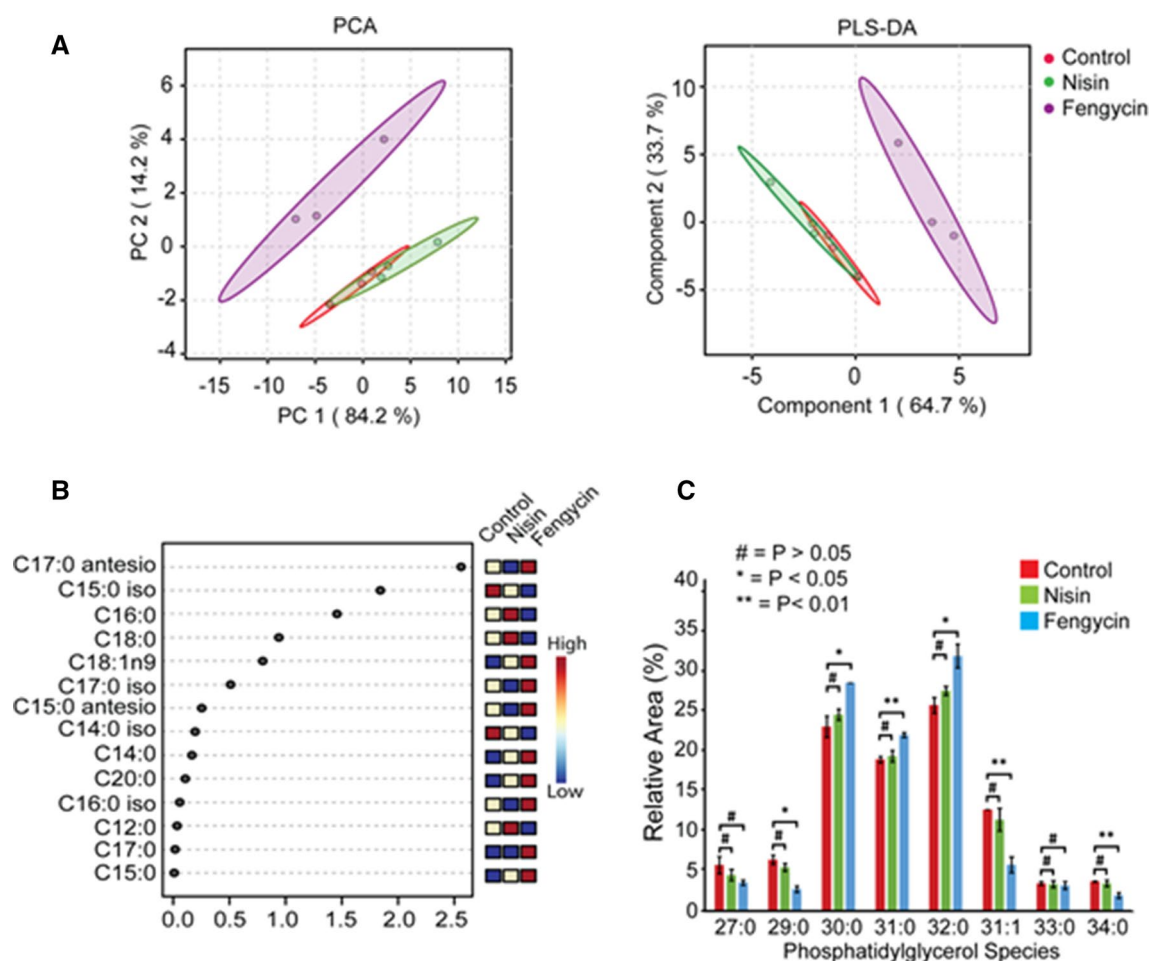 A
PCA
PC 2 ( 14.2 %)
6
4
2
0
-2
-4
-15 -10 -5 0 5 10 15
PC 1 ( 84.2 %)
PLS-DA
Component 2 ( 33.7 %)
10
5
0
-5
-5 0 5
Component 1 ( 64.7 %)
Control
Nisin
Fengycin
B
Control
Nisin
Fengycin
C17:0 antesio
C15:0 iso
C16:0
C18:0
C18:1n9
C17:0 iso
C15:0 antesio
C14:0 iso
C14:0
C20:0
C16:0 iso
C12:0
C17:0
C15:0
0.0 0.5 1.0 1.5 2.0 2.5
High
Low
C
# = P > 0.05
* = P < 0.05
** = P< 0.01
Control
Nisin
Fengycin
Relative Area (%)
40
35
30
25
20
15
10
5
0
# #
# *
# *
# **
# *
# **
# #
# **
27:0 29:0 30:0 31:0 32:0 31:1 33:0 34:0
Phosphatidylglycerol Species